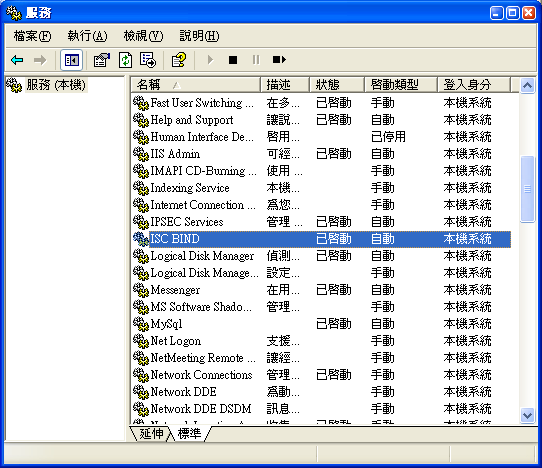 服務
檔案(F) 執行(A) 檢視(V) 說明(H)
服務 (本機)
名稱 描述 狀態 啟動類型 登入身分
Fast User Switching ... 在多... 已啟動 手動 本機系統
Help and Support 讓說... 已啟動 自動 本機系統
Human Interface De... 啓用... 已停用 本機系統
IIS Admin 可經... 已啟動 自動 本機系統
IMAPI CD-Burning ... 使用 ... 手動 本機系統
Indexing Service 本機... 手動 本機系統
Internet Connection ... 為您... 手動 本機系統
IPSEC Services 管理 ... 已啟動 自動 本機系統
ISC BIND 已啟動 自動 本機系統
Logical Disk Manager 偵測... 已啟動 自動 本機系統
Logical Disk Manage... 設定... 手動 本機系統
Messenger 在用... 已啟動 自動 本機系統
MS Software Shado... 管理... 手動 本機系統
MySql 已啟動 自動 本機系統
Net Logon 支援... 手動 本機系統
NetMeeting Remote ... 讓經... 手動 本機系統
Network Connections 管理... 已啟動 手動 本機系統
Network DDE 為動... 手動 本機系統
Network DDE DSDM 訊息... 手動 本機系統
延伸 標準